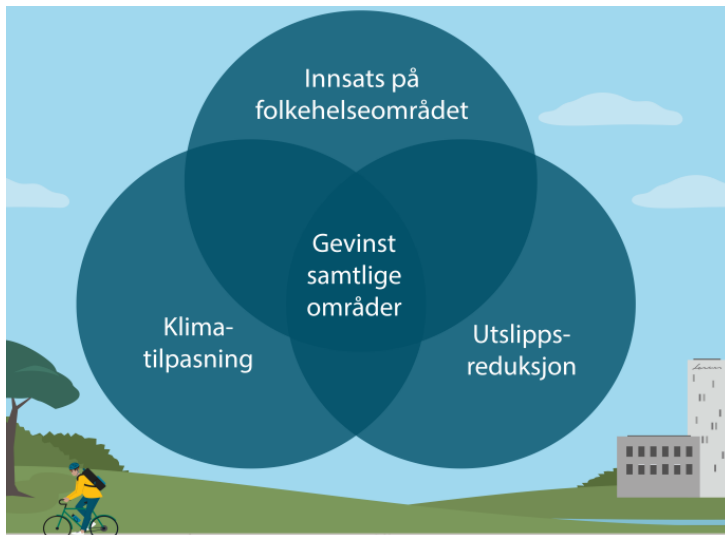 Innsats på
folkehelseområdet
Gevinst
samtlige
områder
Klima-
tilpasning
Utslipps-
reduksjon